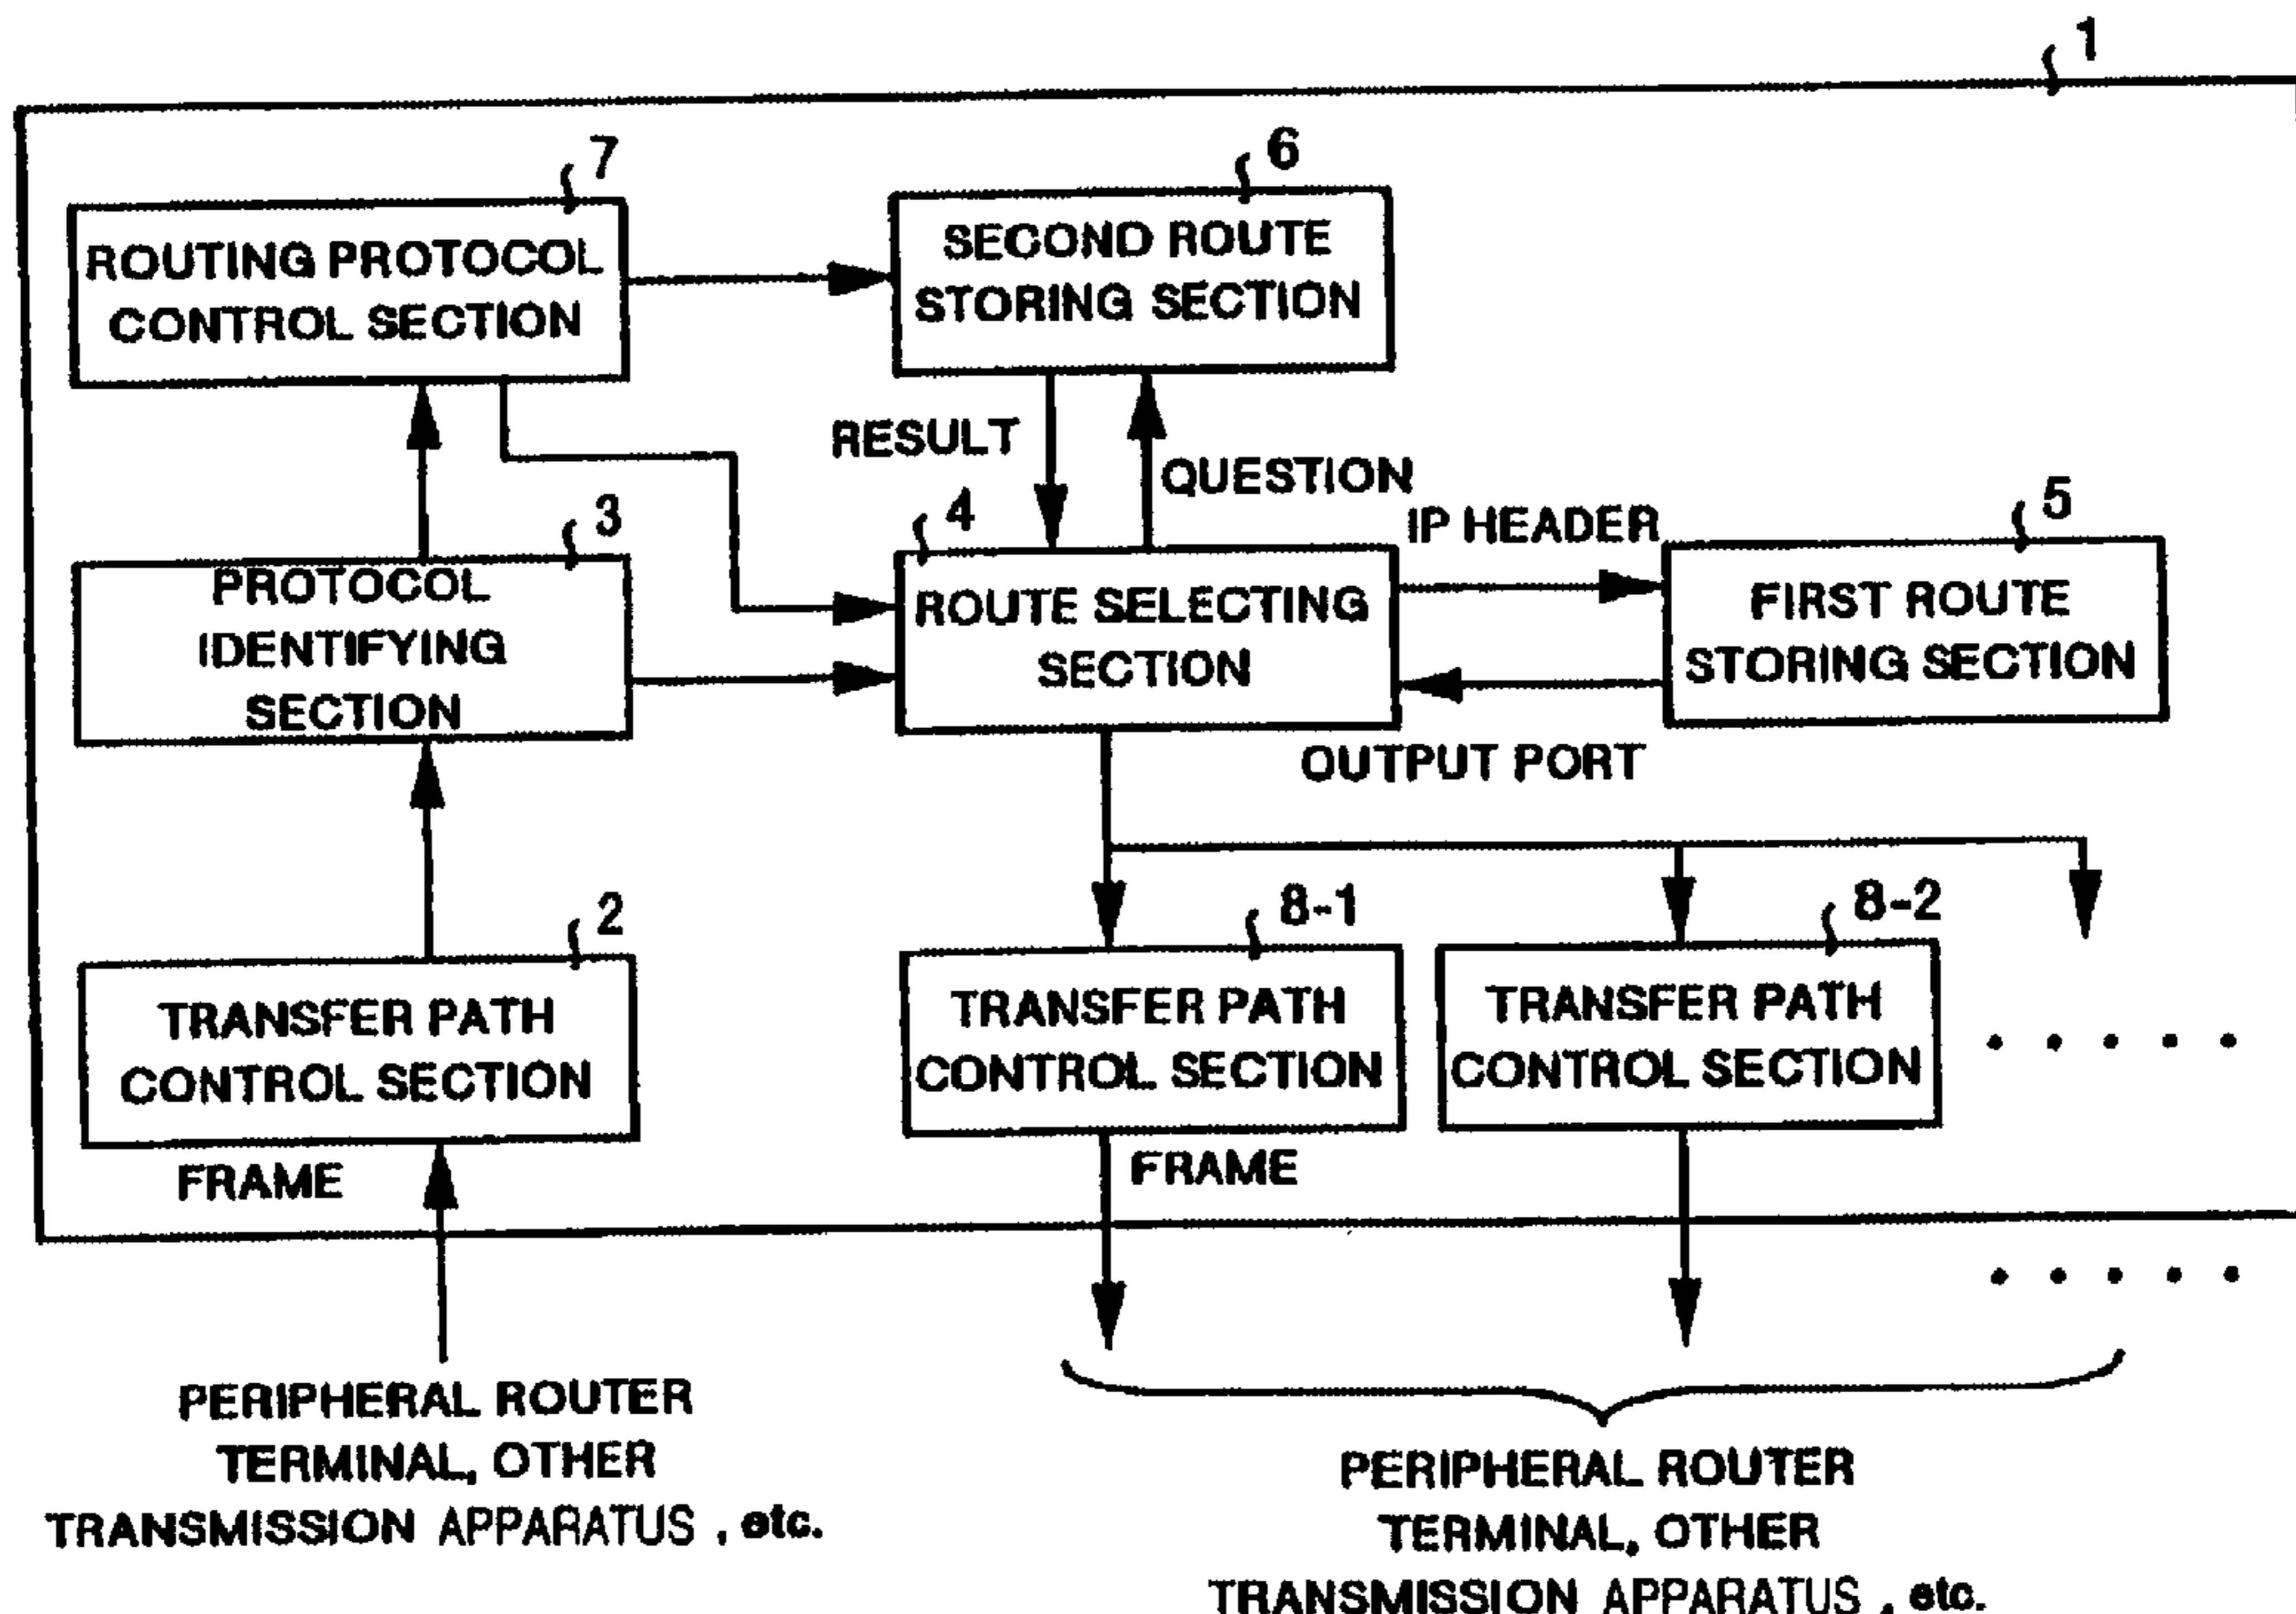 1
7
6
ROUTING PROTOCOL
CONTROL SECTION
SECOND ROUTE
STORING SECTION
RESULT
QUESTION
3
4
IP HEADER
5
PROTOCOL
IDENTIFYING
SECTION
ROUTE SELECTING
SECTION
FIRST ROUTE
STORING SECTION
OUTPUT PORT
2
8-1
8-2
TRANSFER PATH
CONTROL SECTION
TRANSFER PATH
CONTROL SECTION
TRANSFER PATH
CONTROL SECTION
• • • • •
FRAME
FRAME
• • • • •
PERIPHERAL ROUTER
TERMINAL, OTHER
TRANSMISSION APPARATUS , etc.
PERIPHERAL ROUTER
TERMINAL, OTHER
TRANSMISSION APPARATUS , etc.